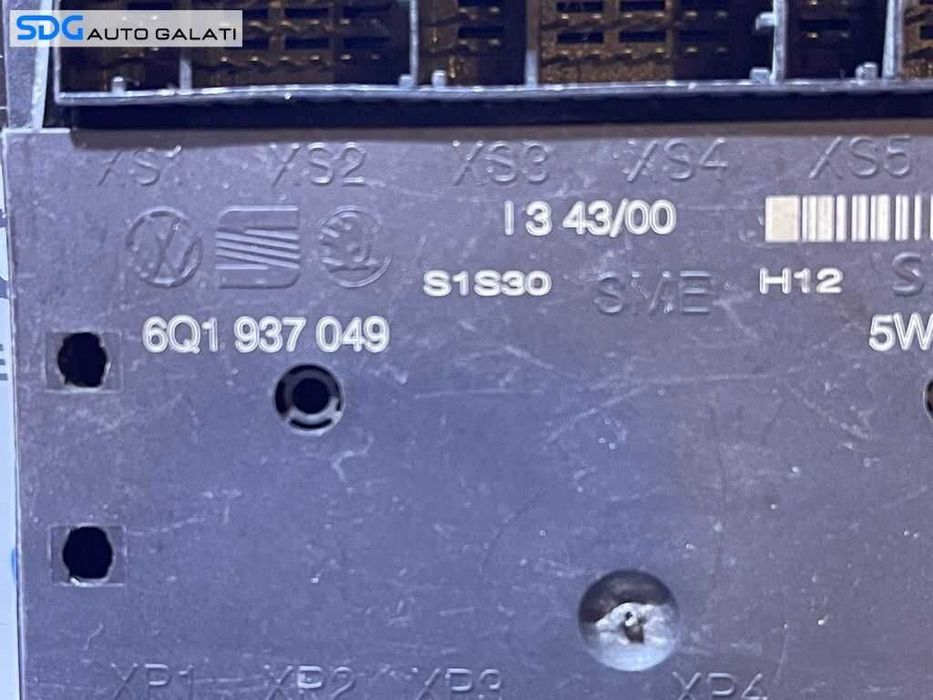 SDG AUTO GALATI
XS1 XS2 XS3 XS4 XS5
I 3 43/00
S1S30 SME H12
6Q1 937 049 5W
XP1 XP2 XP3 XP4